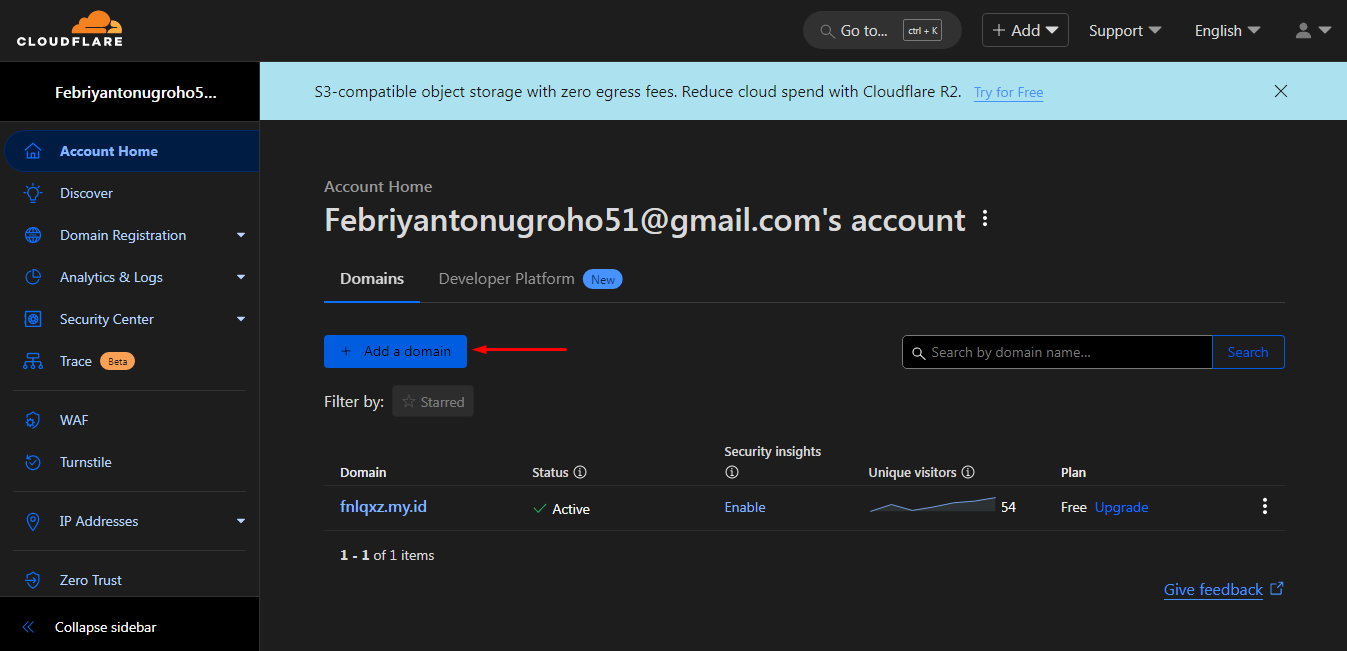 CLOUDFLARE
Go to... ctrl + K
+ Add
Support
English
Febriyantonugroho5...
S3-compatible object storage with zero egress fees. Reduce cloud spend with Cloudflare R2. Try for Free
Account Home
Discover
Domain Registration
Analytics & Logs
Security Center
Trace Beta
WAF
Turnstile
IP Addresses
Zero Trust
Collapse sidebar
Account Home
Febriyantonugroho51@gmail.com's account
Domains Developer Platform New
+ Add a domain
Search by domain name... Search
Filter by: Starred
Domain Status Security insights Unique visitors Plan
fnlqxz.my.id Active Enable 54 Free Upgrade
1 - 1 of 1 items
Give feedback